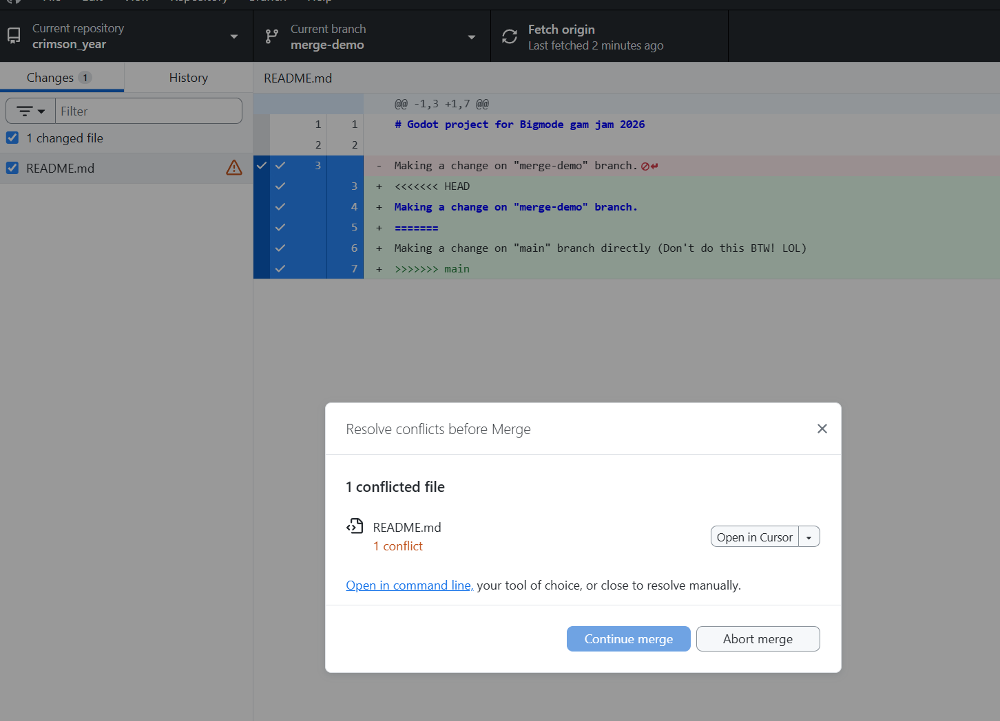 Current repository
crimson_year
Current branch
merge-demo
Fetch origin
Last fetched 2 minutes ago
Changes 1
History
README.md
Filter
1 changed file
README.md
@@ -1,3 +1,7 @@
1 1 # Godot project for Bigmode gam jam 2026
2 2
3 - Making a change on "merge-demo" branch.
3 + <<<<<<< HEAD
4 + Making a change on "merge-demo" branch.
5 + =======
6 + Making a change on "main" branch directly (Don't do this BTW! LOL)
7 + >>>>>>> main
Resolve conflicts before Merge
1 conflicted file
README.md
1 conflict
Open in Cursor
Open in command line, your tool of choice, or close to resolve manually.
Continue merge
Abort merge